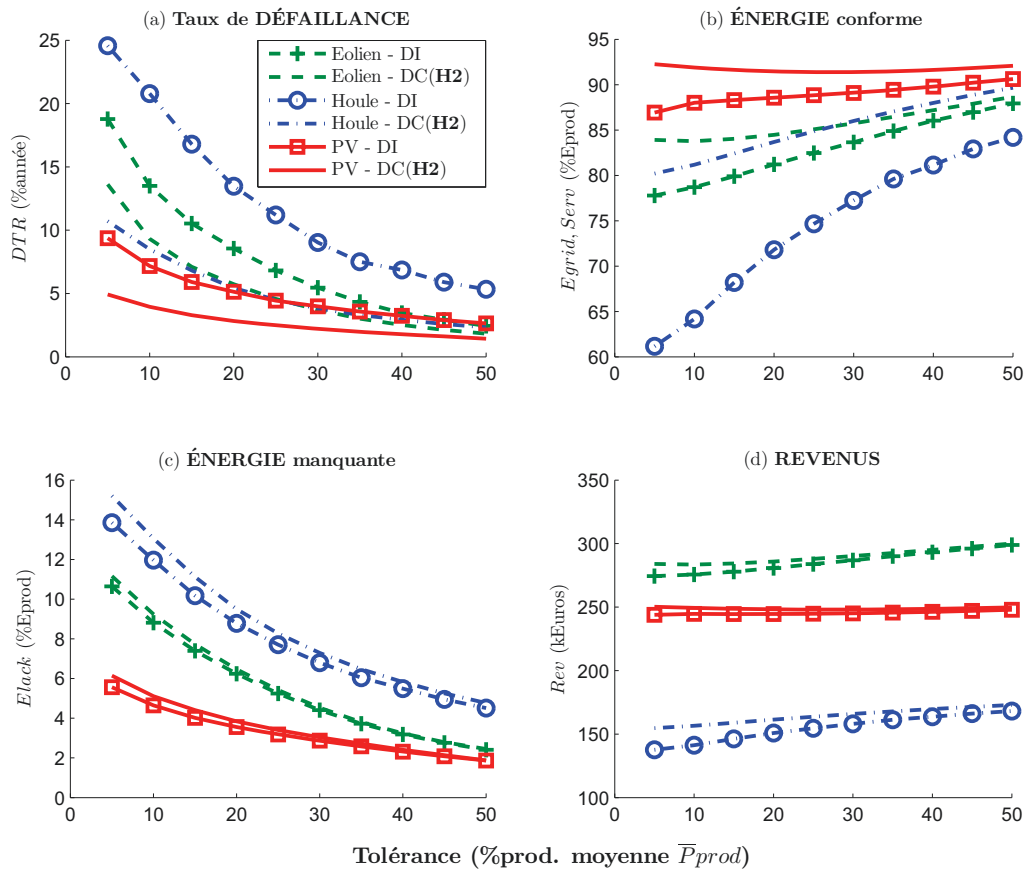 (a) Taux de DÉFAILLANCE
25
20
15
10
5
0
DTR (%année)
0 10 20 30 40 50
Eolien - DI
Eolien - DC(H2)
Houle - DI
Houle - DC(H2)
PV - DI
PV - DC(H2)
(b) ÉNERGIE conforme
95
90
85
80
75
70
65
60
Egrid, Serv (%Eprod)
0 10 20 30 40 50
(c) ÉNERGIE manquante
16
14
12
10
8
6
4
2
0
Elack (%Eprod)
0 10 20 30 40 50
(d) REVENUS
350
300
250
200
150
100
Rev (kEuros)
0 10 20 30 40 50
Tolérance (%prod. moyenne P̅prod)